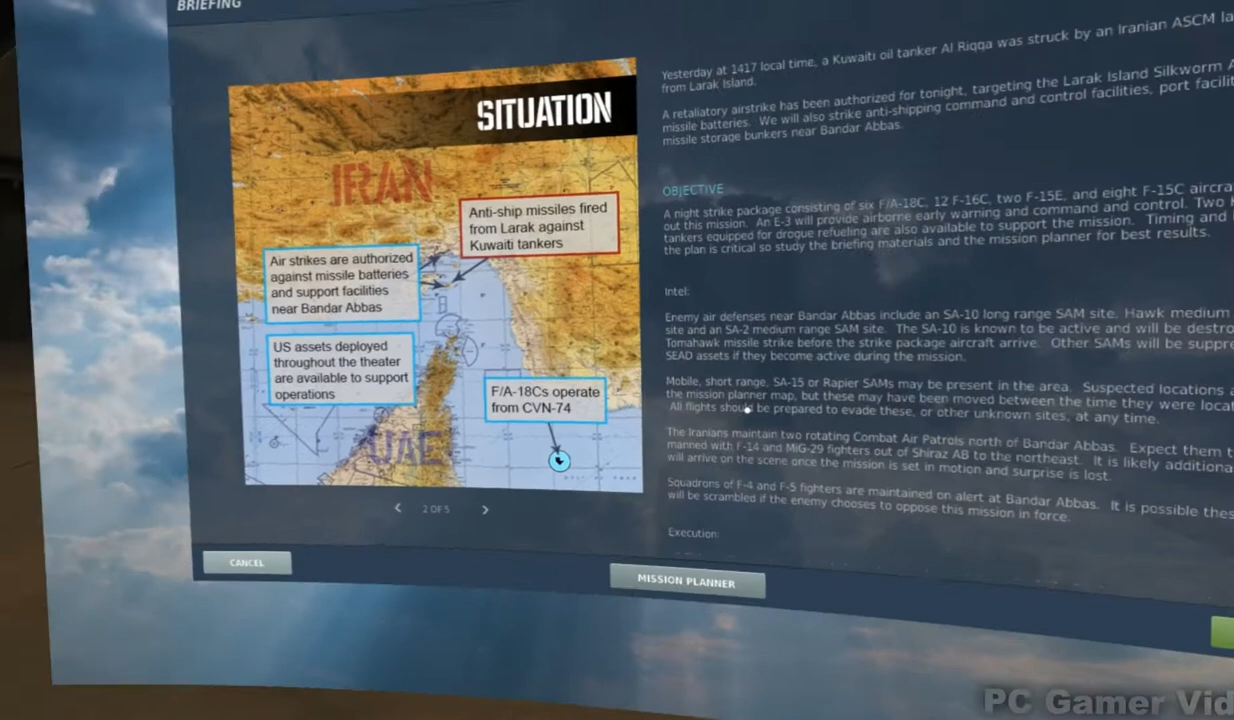 BRIEFING
SITUATION
IRAN
Anti-ship missiles fired
from Larak against
Kuwaiti tankers
Air strikes are authorized
against missile batteries
and support facilities
near Bandar Abbas
US assets deployed
throughout the theater
are available to support
operations
F/A-18Cs operate
from CVN-74
UAE
2 OF 5
CANCEL
Yesterday at 1417 local time, a Kuwaiti oil tanker Al Riqqa was struck by an Iranian ASCM la
from Larak Island.
A retaliatory airstrike has been authorized for tonight, targeting the Larak Island Silkworm A
missile batteries. We will also strike anti-shipping command and control facilities, port facilit
missile storage bunkers near Bandar Abbas.
OBJECTIVE
A night strike package consisting of six F/A-18C, 12 F-16C, two F-15E, and eight F-15C aircra
out this mission. An E-3 will provide airborne early warning and command and control. Two
tankers equipped for drogue refueling are also available to support the mission. Timing and
the plan is critical so study the briefing materials and the mission planner for best results.
Intel:
Enemy air defenses near Bandar Abbas include an SA-10 long range SAM site. Hawk medium
site and an SA-2 medium range SAM site. The SA-10 is known to be active and will be destro
Tomahawk missile strike before the strike package aircraft arrive. Other SAMs will be suppre
SEAD assets if they become active during the mission.
Mobile, short range, SA-15 or Rapier SAMs may be present in the area. Suspected locations a
the mission planner map, but these may have been moved between the time they were locat
All flights should be prepared to evade these, or other unknown sites, at any time.
The Iranians maintain two rotating Combat Air Patrols north of Bandar Abbas. Expect them t
manned with F-14 and MiG-29 fighters out of Shiraz AB to the northeast. It is likely additiona
will arrive on the scene once the mission is set in motion and surprise is lost.
Squadrons of F-4 and F-5 fighters are maintained on alert at Bandar Abbas. It is possible thes
will be scrambled if the enemy chooses to oppose this mission in force.
Execution:
MISSION PLANNER
PC Gamer Vid